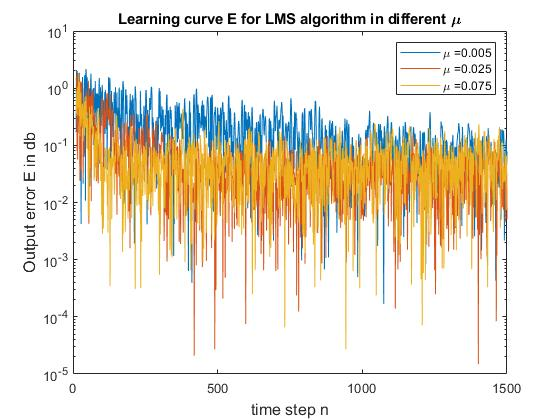 Learning curve E for LMS algorithm in different μ
10^1
10^0
10^-1
10^-2
10^-3
10^-4
10^-5
Output error E in db
μ =0.005
μ =0.025
μ =0.075
0 500 1000 1500
time step n